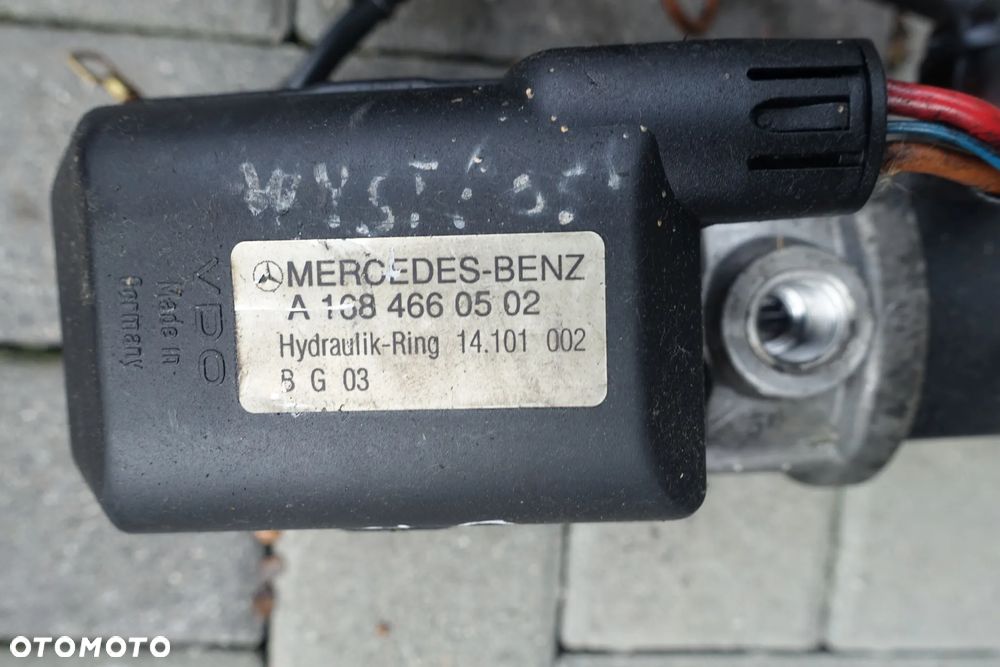 MERCEDES-BENZ
A 168 466 05 02
Hydraulik-Ring 14.101 002
B G 03
VDO
Made in
Germany
OTOMOTO